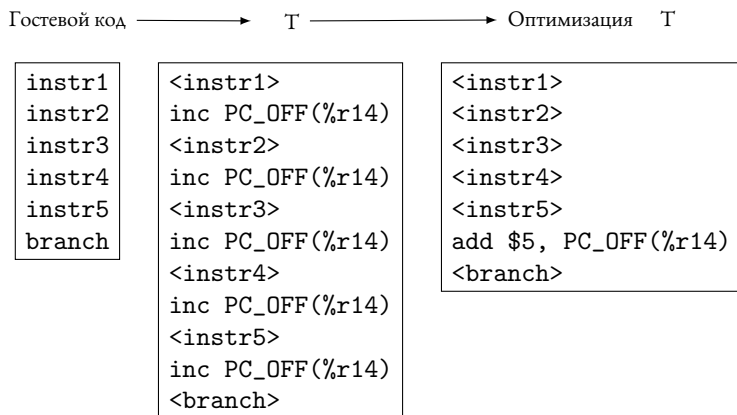 Гостевой код T Оптимизация T
instr1
instr2
instr3
instr4
instr5
branch
<instr1>
inc PC_OFF(%r14)
<instr2>
inc PC_OFF(%r14)
<instr3>
inc PC_OFF(%r14)
<instr4>
inc PC_OFF(%r14)
<instr5>
inc PC_OFF(%r14)
<branch>
<instr1>
<instr2>
<instr3>
<instr4>
<instr5>
add $5, PC_OFF(%r14)
<branch>